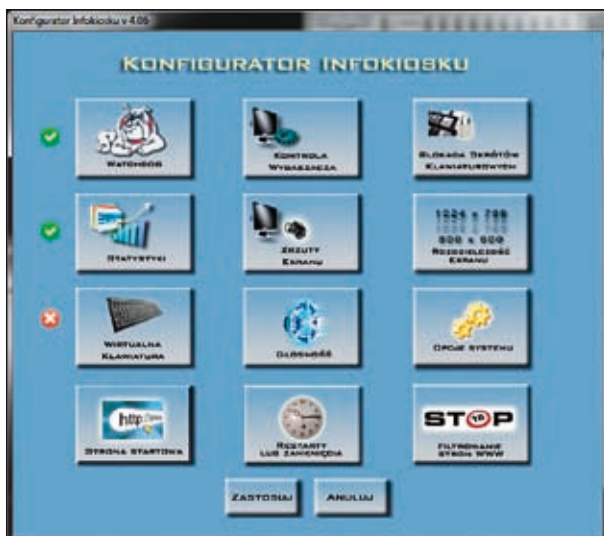 Konfigurator Infokiosku v 4.06
KONFIGURATOR INFOKIOSKU
WATCHDOG
KONTROLA
WYGASZACZA
BLOKADA SKRÓTÓW
KLAWIATUROWYCH
STATYSTYKI
ZRZUTY
EKRANU
1024 x 768
800 x 600
ROZDZIELCZOŚĆ
EKRANU
WIRTUALNA
KLAWIATURA
GŁOŚNOŚĆ
OPCJE SYSTEMU
http
STRONA STARTOWA
RESTARTY
LUB ZAMKNIĘCIA
STOP
FILTROWANIE
STRON WWW
ZASTOSUJ
ANULUJ